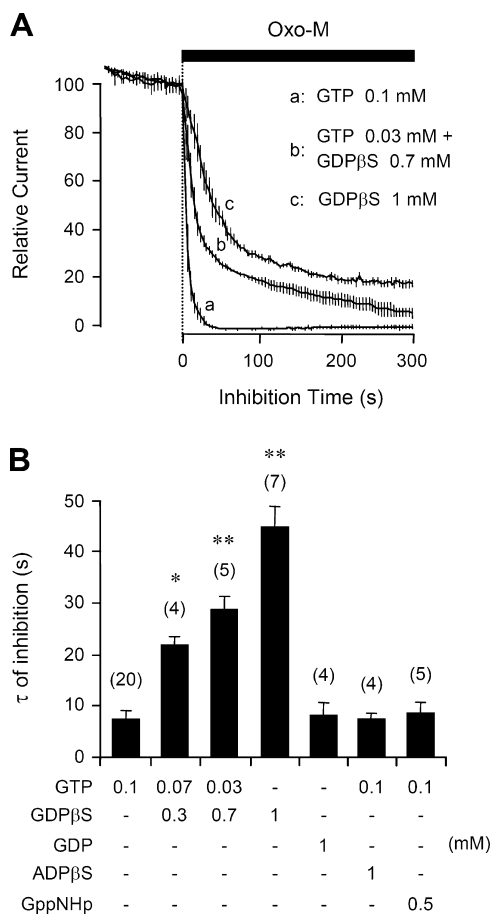 A
Oxo-M
a: GTP 0.1 mM
b: GTP 0.03 mM +
GDPβS 0.7 mM
c: GDPβS 1 mM
Relative Current
100
80
60
40
20
0
c
b
a
0 100 200 300
Inhibition Time (s)
B
τ of inhibition (s)
50
40
30
20
10
0
(20)
*
(4)
**
(5)
**
(7)
(4)
(4)
(5)
GTP 0.1 0.07 0.03 - - 0.1 0.1
GDPβS - 0.3 0.7 1 - - -
GDP - - - - 1 - - (mM)
ADPβS - - - - - 1 -
GppNHp - - - - - - 0.5